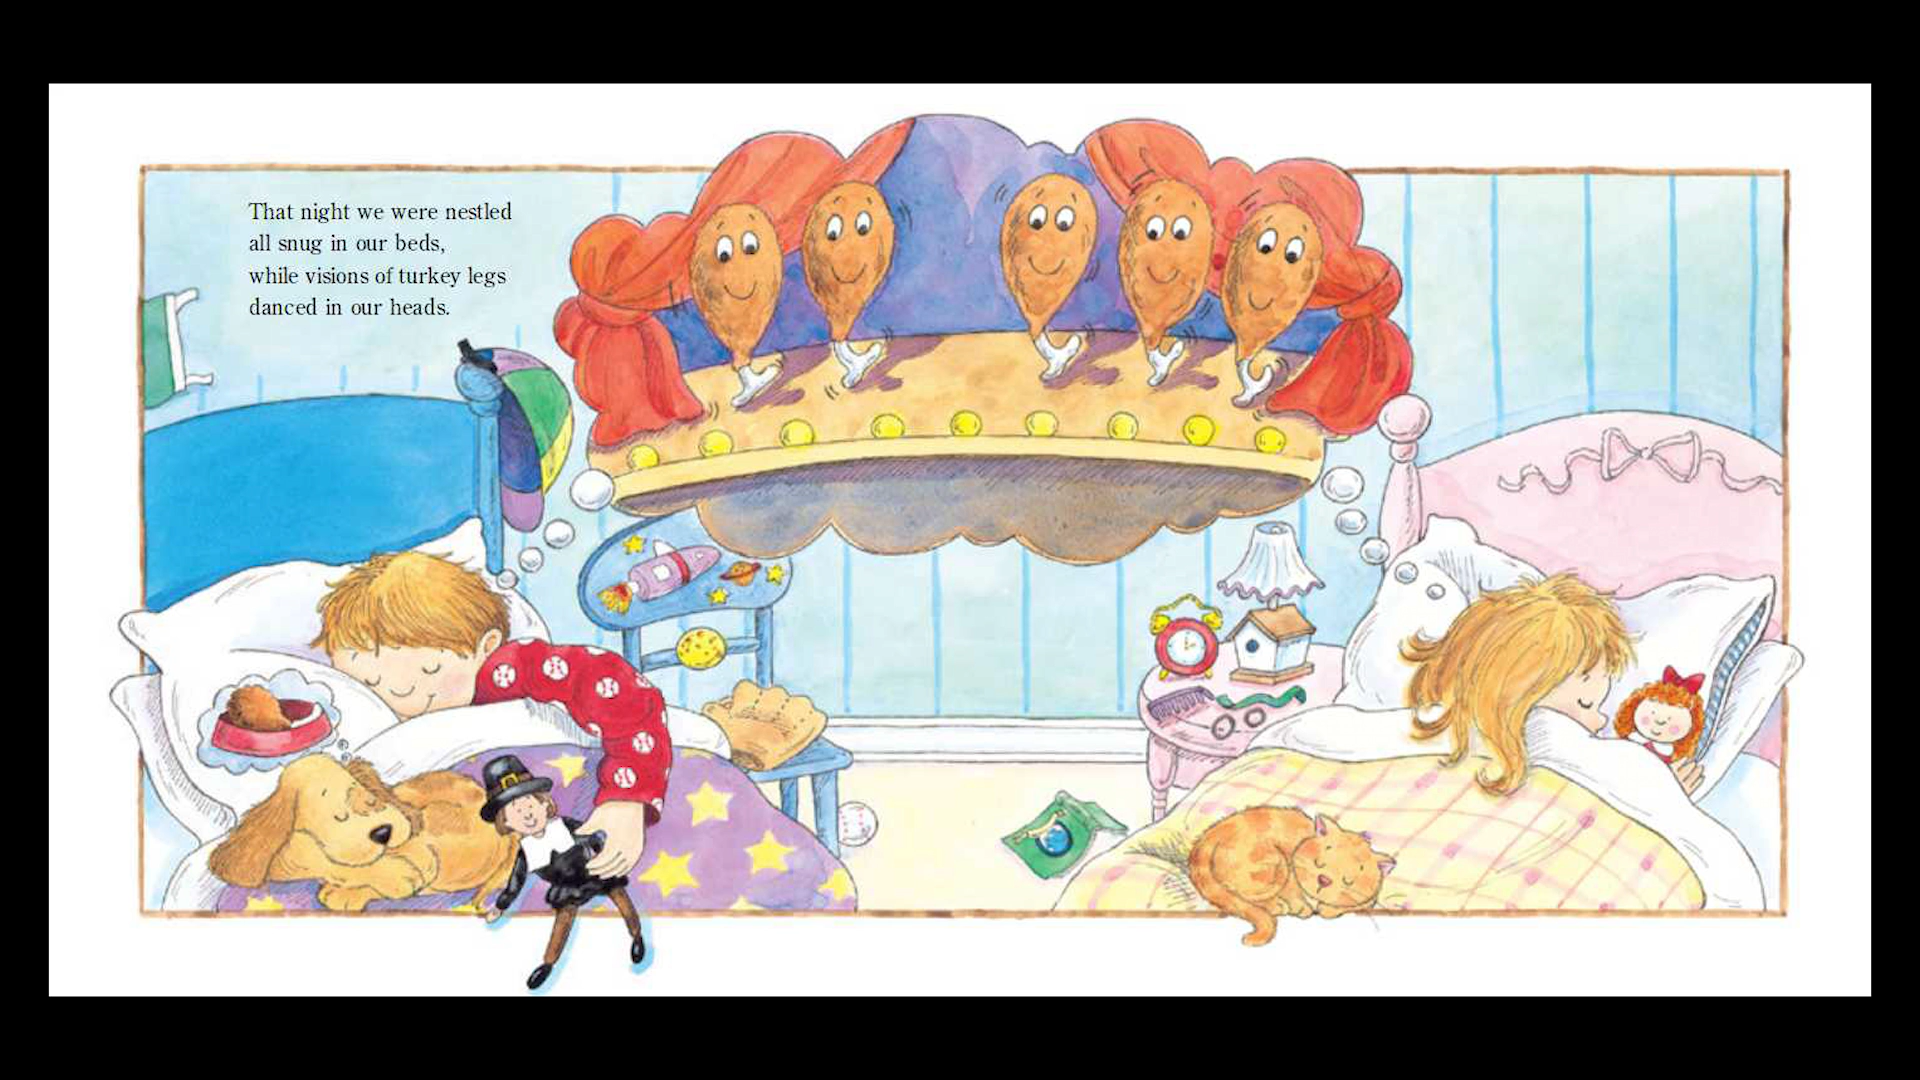 That night we were nestled
all snug in our beds,
while visions of turkey legs
danced in our heads.